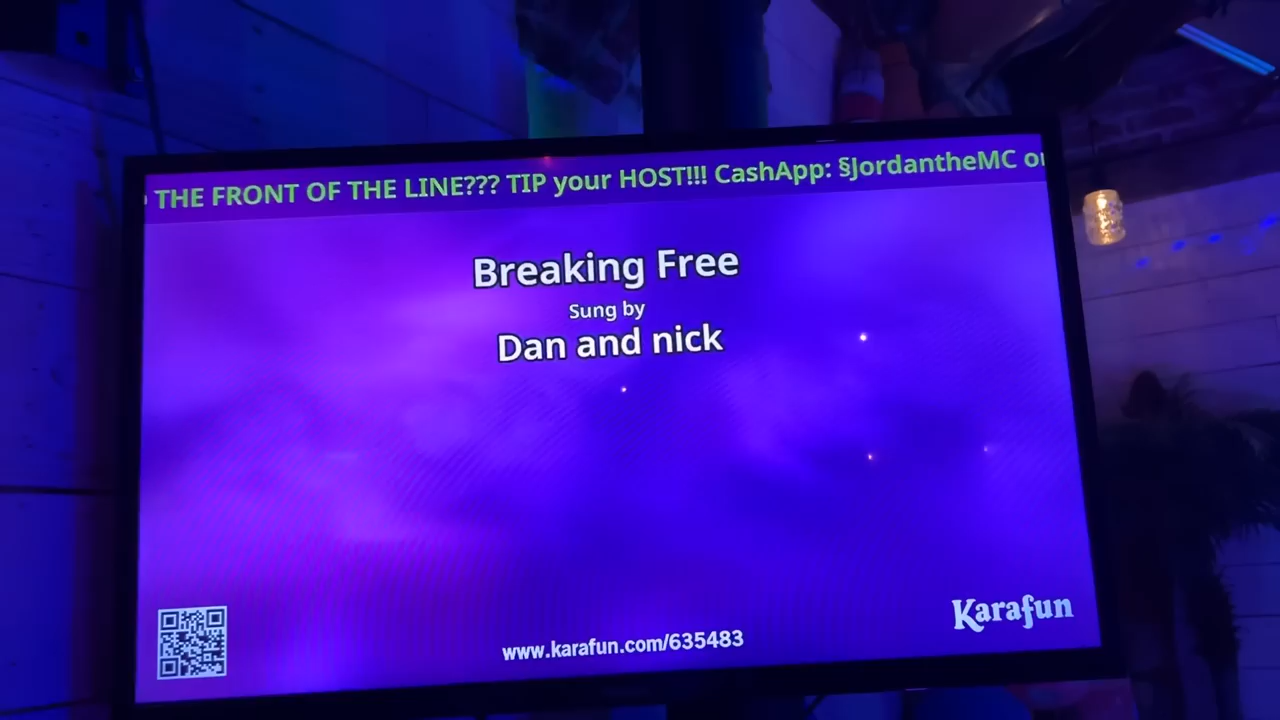 THE FRONT OF THE LINE??? TIP your HOST!!! CashApp: §JordantheMC or
Breaking Free
Sung by
Dan and nick
www.karafun.com/635483
Karafun